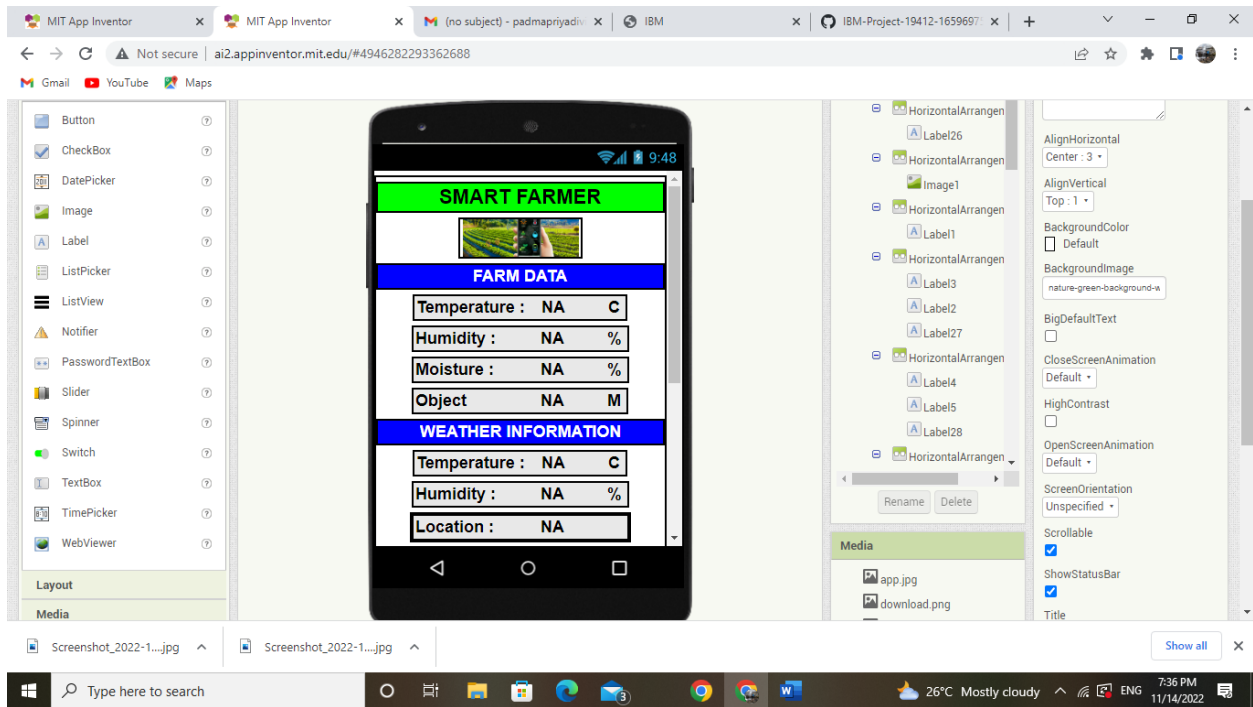 MIT App Inventor
MIT App Inventor
(no subject) - padmapriyadivi
IBM
IBM-Project-19412-1659697
Not secure
ai2.appinventor.mit.edu/#4946282293362688
Gmail
YouTube
Maps
Button
CheckBox
DatePicker
Image
Label
ListPicker
ListView
Notifier
PasswordTextBox
Slider
Spinner
Switch
TextBox
TimePicker
WebViewer
Layout
Media
9:48
SMART FARMER
FARM DATA
Temperature : NA C
Humidity : NA %
Moisture : NA %
Object NA M
WEATHER INFORMATION
Temperature : NA C
Humidity : NA %
Location : NA
HorizontalArrangen
Label26
HorizontalArrangen
Image1
HorizontalArrangen
Label1
HorizontalArrangen
Label3
Label2
Label27
HorizontalArrangen
Label4
Label5
Label28
HorizontalArrangen
Rename Delete
Media
app.jpg
download.png
AlignHorizontal
Center : 3
AlignVertical
Top : 1
BackgroundColor
Default
BackgroundImage
nature-green-background-w
BigDefaultText
CloseScreenAnimation
Default
HighContrast
OpenScreenAnimation
Default
ScreenOrientation
Unspecified
Scrollable
ShowStatusBar
Title
Screenshot_2022-1....jpg
Screenshot_2022-1....jpg
Show all
Type here to search
3
26°C Mostly cloudy
ENG
7:36 PM
11/14/2022